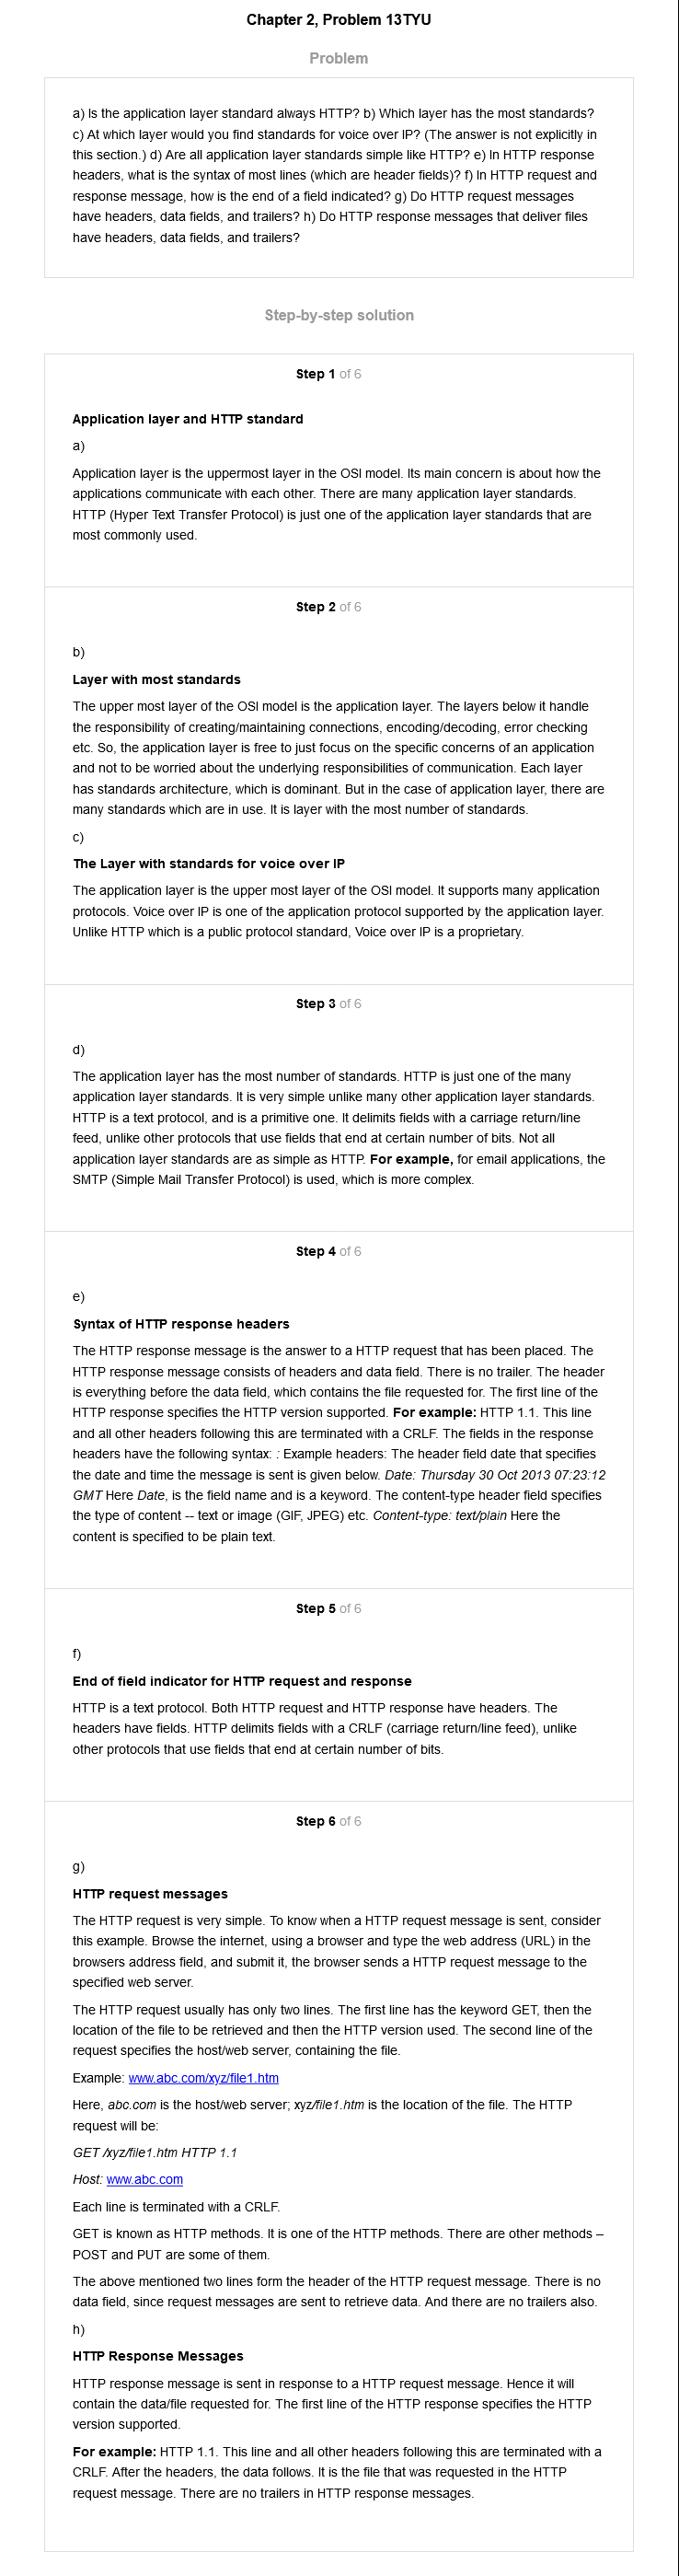 Chapter 2, Problem 13TYU
Problem
a) Is the application layer standard always HTTP? b) Which layer has the most standards?
c) At which layer would you find standards for voice over IP? (The answer is not explicitly in
this section.) d) Are all application layer standards simple like HTTP? e) In HTTP response
headers, what is the syntax of most lines (which are header fields)? f) In HTTP request and
response message, how is the end of a field indicated? g) Do HTTP request messages
have headers, data fields, and trailers? h) Do HTTP response messages that deliver files
have headers, data fields, and trailers?
Step-by-step solution
Step 1 of 6
Application layer and HTTP standard
a)
Application layer is the uppermost layer in the OSI model. Its main concern is about how the
applications communicate with each other. There are many application layer standards.
HTTP (Hyper Text Transfer Protocol) is just one of the application layer standards that are
most commonly used.
Step 2 of 6
b)
Layer with most standards
The upper most layer of the OSI model is the application layer. The layers below it handle
the responsibility of creating/maintaining connections, encoding/decoding, error checking
etc. So, the application layer is free to just focus on the specific concerns of an application
and not to be worried about the underlying responsibilities of communication. Each layer
has standards architecture, which is dominant. But in the case of application layer, there are
many standards which are in use. It is layer with the most number of standards.
c)
The Layer with standards for voice over IP
The application layer is the upper most layer of the OSI model. It supports many application
protocols. Voice over IP is one of the application protocol supported by the application layer.
Unlike HTTP which is a public protocol standard, Voice over IP is a proprietary.
Step 3 of 6
d)
The application layer has the most number of standards. HTTP is just one of the many
application layer standards. It is very simple unlike many other application layer standards.
HTTP is a text protocol, and is a primitive one. It delimits fields with a carriage return/line
feed, unlike other protocols that use fields that end at certain number of bits. Not all
application layer standards are as simple as HTTP. For example, for email applications, the
SMTP (Simple Mail Transfer Protocol) is used, which is more complex.
Step 4 of 6
e)
Syntax of HTTP response headers
The HTTP response message is the answer to a HTTP request that has been placed. The
HTTP response message consists of headers and data field. There is no trailer. The header
is everything before the data field, which contains the file requested for. The first line of the
HTTP response specifies the HTTP version supported. For example: HTTP 1.1. This line
and all other headers following this are terminated with a CRLF. The fields in the response
headers have the following syntax: : Example headers: The header field date that specifies
the date and time the message is sent is given below. Date: Thursday 30 Oct 2013 07:23:12
GMT Here Date, is the field name and is a keyword. The content-type header field specifies
the type of content -- text or image (GIF, JPEG) etc. Content-type: text/plain Here the
content is specified to be plain text.
Step 5 of 6
f)
End of field indicator for HTTP request and response
HTTP is a text protocol. Both HTTP request and HTTP response have headers. The
headers have fields. HTTP delimits fields with a CRLF (carriage return/line feed), unlike
other protocols that use fields that end at certain number of bits.
Step 6 of 6
g)
HTTP request messages
The HTTP request is very simple. To know when a HTTP request message is sent, consider
this example. Browse the internet, using a browser and type the web address (URL) in the
browsers address field, and submit it, the browser sends a HTTP request message to the
specified web server.
The HTTP request usually has only two lines. The first line has the keyword GET, then the
location of the file to be retrieved and then the HTTP version used. The second line of the
request specifies the host/web server, containing the file.
Example: www.abc.com/xyz/file1.htm
Here, abc.com is the host/web server; xyz/file1.htm is the location of the file. The HTTP
request will be:
GET /xyz/file1.htm HTTP 1.1
Host: www.abc.com
Each line is terminated with a CRLF.
GET is known as HTTP methods. It is one of the HTTP methods. There are other methods –
POST and PUT are some of them.
The above mentioned two lines form the header of the HTTP request message. There is no
data field, since request messages are sent to retrieve data. And there are no trailers also.
h)
HTTP Response Messages
HTTP response message is sent in response to a HTTP request message. Hence it will
contain the data/file requested for. The first line of the HTTP response specifies the HTTP
version supported.
For example: HTTP 1.1. This line and all other headers following this are terminated with a
CRLF. After the headers, the data follows. It is the file that was requested in the HTTP
request message. There are no trailers in HTTP response messages.